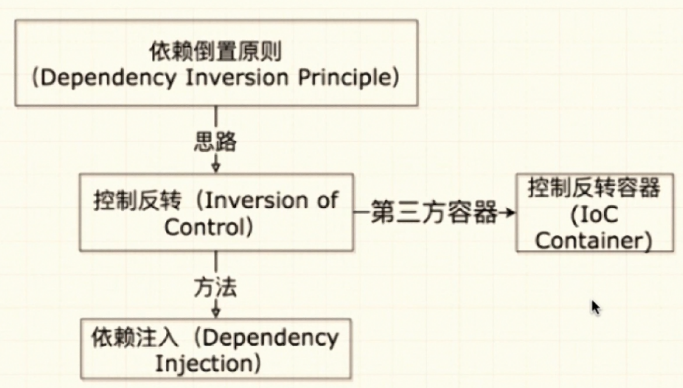 依赖倒置原则
（Dependency Inversion Principle）
思路
控制反转（Inversion of
Control）
第三方容器
控制反转容器
(IoC
Container)
方法
依赖注入（Dependency
Injection）